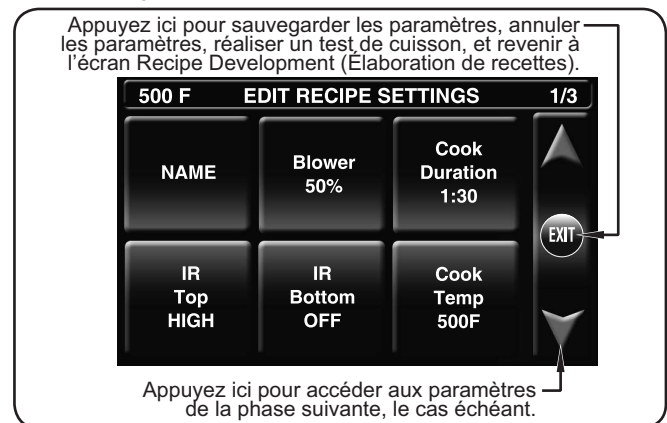 Appuyez ici pour sauvegarder les paramètres, annuler
les paramètres, réaliser un test de cuisson, et revenir à
l'écran Recipe Development (Élaboration de recettes).
500 F EDIT RECIPE SETTINGS 1/3
NAME
Blower
50%
Cook
Duration
1:30
EXIT
IR
Top
HIGH
IR
Bottom
OFF
Cook
Temp
500F
Appuyez ici pour accéder aux paramètres
de la phase suivante, le cas échéant.